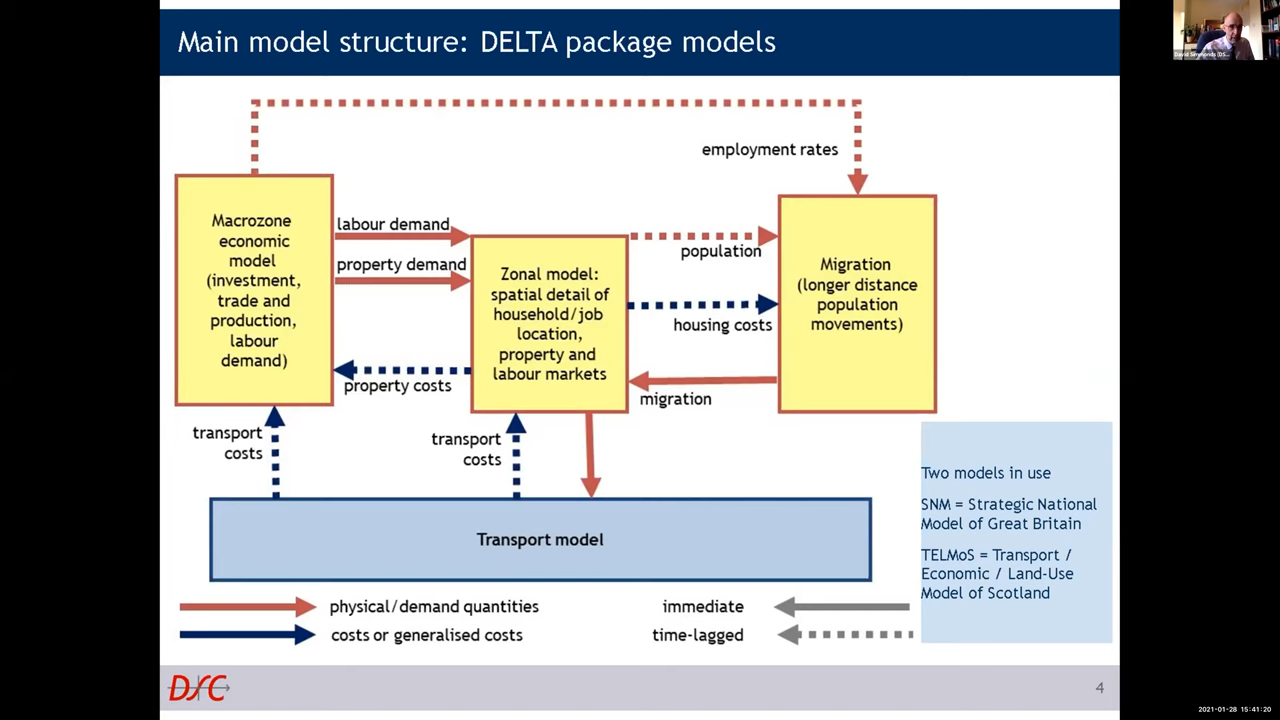 Main model structure: DELTA package models
David Simmonds (DS...
employment rates
Macrozone
economic
model
(investment,
trade and
production,
labour
demand)
labour demand
property demand
property costs
Zonal model:
spatial detail of
household/job
location,
property and
labour markets
population
housing costs
migration
Migration
(longer distance
population
movements)
transport
costs
transport
costs
Transport model
Two models in use
SNM = Strategic National
Model of Great Britain
TELMoS = Transport /
Economic / Land-Use
Model of Scotland
physical/demand quantities
costs or generalised costs
immediate
time-lagged
DSC
4
2021-01-28 15:41:20